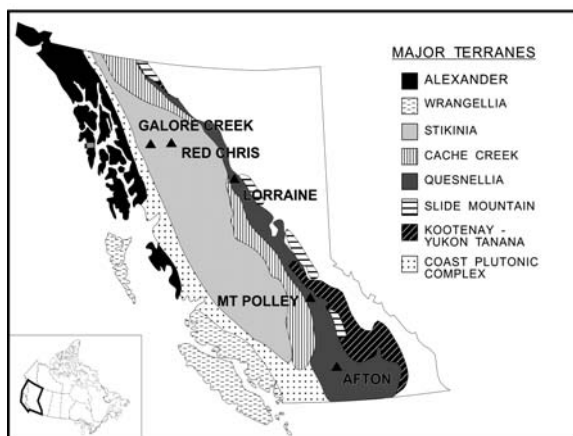 MAJOR TERRANES
ALEXANDER
WRANGELLIA
STIKINIA
CACHE CREEK
QUESNELLIA
SLIDE MOUNTAIN
KOOTENAY -
YUKON TANANA
COAST PLUTONIC
COMPLEX
GALORE CREEK
RED CHRIS
LORRAINE
MT POLLEY
AFTON